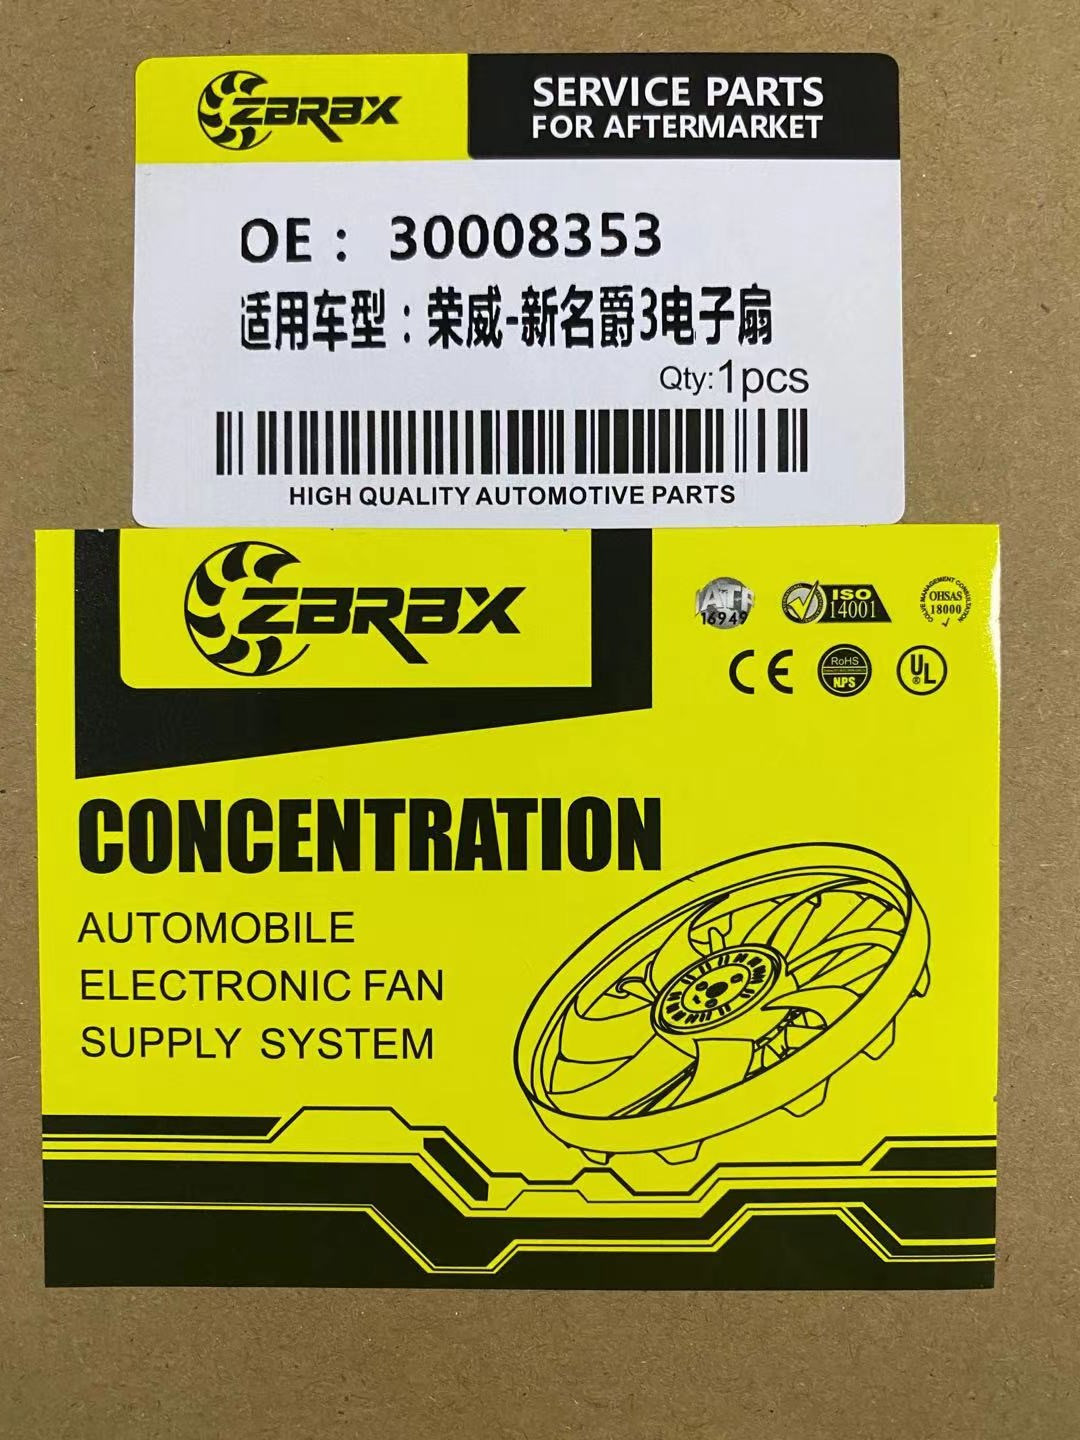 ZBRBX
SERVICE PARTS
FOR AFTERMARKET
OE： 30008353
适用车型：荣威-新名爵3电子扇
Qty:1pcs
HIGH QUALITY AUTOMOTIVE PARTS
ZBRBX
IATF
16949
ISO
14001
OHSAS
18000
MANAGEMENT CONSULTATION
CE
RoHS
NPS
UL
®
CONCENTRATION
AUTOMOBILE
ELECTRONIC FAN
SUPPLY SYSTEM